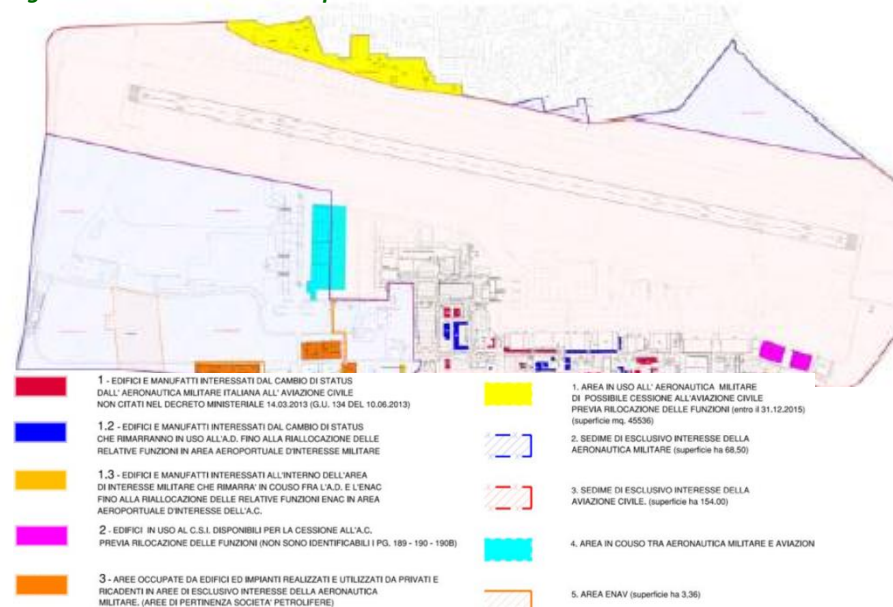 1 - EDIFICI E MANUFATTI INTERESSATI DAL CAMBIO DI STATUS
DALL' AERONAUTICA MILITARE ITALIANA ALL' AVIAZIONE CIVILE
NON CITATI NEL DECRETO MINISTERIALE 14.03.2013 (G.U. 134 DEL 10.06.2013)
1.2 - EDIFICI E MANUFATTI INTERESSATI DAL CAMBIO DI STATUS
CHE RIMARRANNO IN USO ALL'A.D. FINO ALLA RIALLOCAZIONE DELLE
RELATIVE FUNZIONI IN AREA AEROPORTUALE D'INTERESSE MILITARE
1.3 - EDIFICI E MANUFATTI INTERESSATI ALL'INTERNO DELL'AREA
DI INTERESSE MILITARE CHE RIMARRA' IN COUSO FRA L'A.D. E L'ENAC
FINO ALLA RIALLOCAZIONE DELLE RELATIVE FUNZIONI ENAC IN AREA
AEROPORTUALE D'INTERESSE DELL'A.C.
2 - EDIFICI IN USO AL C.S.I. DISPONIBILI PER LA CESSIONE ALL'A.C.
PREVIA RILOCAZIONE DELLE FUNZIONI (NON SONO IDENTIFICABILI I PG. 189 - 190 - 190B)
3 - AREE OCCUPATE DA EDIFICI ED IMPIANTI REALIZZATI E UTILIZZATI DA PRIVATI E
RICADENTI IN AREE DI ESCLUSIVO INTERESSE DELLA AERONAUTICA
MILITARE. (AREE DI PERTINENZA SOCIETA' PETROLIFERE)
1. AREA IN USO ALL' AERONAUTICA MILITARE
DI POSSIBILE CESSIONE ALL'AVIAZIONE CIVILE
PREVIA RILOCAZIONE DELLE FUNZIONI (entro il 31.12.2015)
(superficie mq. 45536)
2. SEDIME DI ESCLUSIVO INTERESSE DELLA
AERONAUTICA MILITARE (superficie ha 68,50)
3. SEDIME DI ESCLUSIVO INTERESSE DELLA
AVIAZIONE CIVILE. (superficie ha 154.00)
4. AREA IN COUSO TRA AERONAUTICA MILITARE E AVIAZION
5. AREA ENAV (superficie ha 3,36)